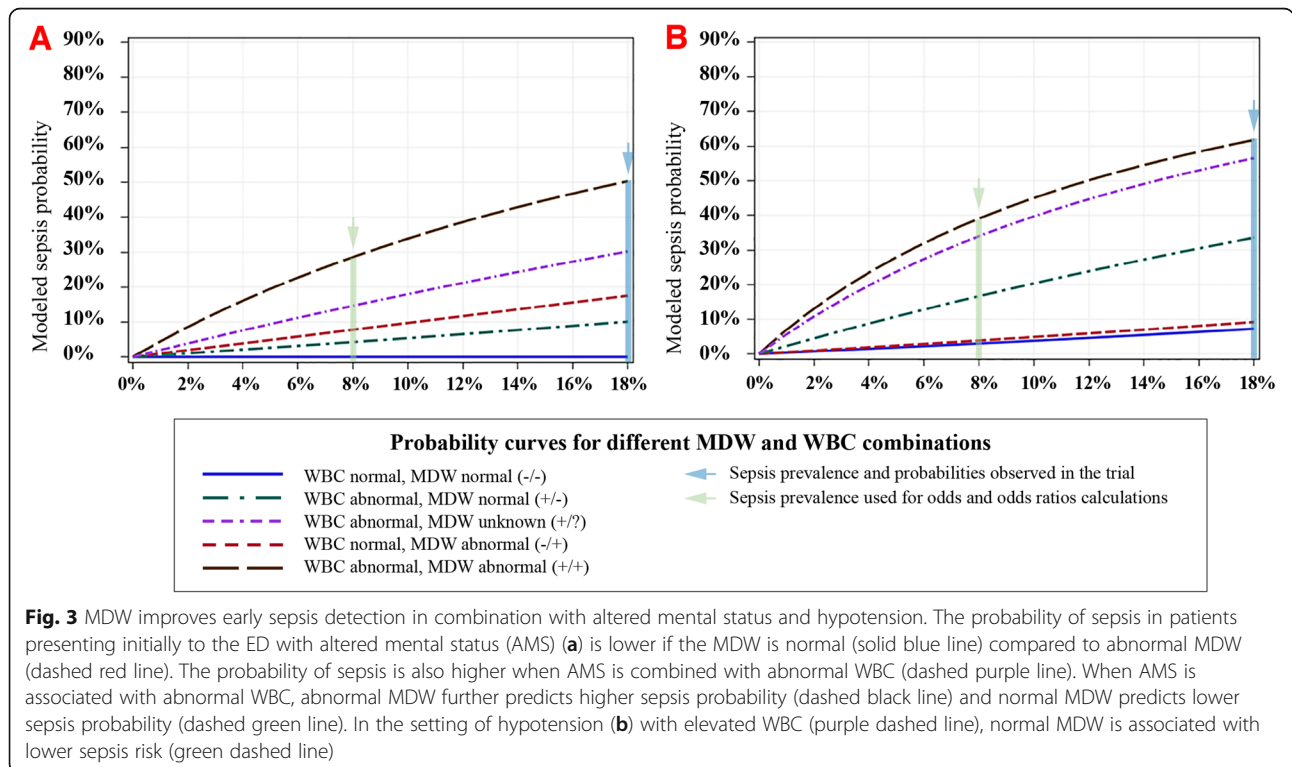 A
90%
80%
70%
60%
50%
40%
30%
20%
10%
0%
Modeled sepsis probability
0% 2% 4% 6% 8% 10% 12% 14% 16% 18%
B
90%
80%
70%
60%
50%
40%
30%
20%
10%
0%
Modeled sepsis probability
0% 2% 4% 6% 8% 10% 12% 14% 16% 18%
Probability curves for different MDW and WBC combinations
WBC normal, MDW normal (-/-)
WBC abnormal, MDW normal (+/-)
WBC abnormal, MDW unknown (+/?)
WBC normal, MDW abnormal (-/+)
WBC abnormal, MDW abnormal (+/+)
Sepsis prevalence and probabilities observed in the trial
Sepsis prevalence used for odds and odds ratios calculations
Fig. 3 MDW improves early sepsis detection in combination with altered mental status and hypotension. The probability of sepsis in patients
presenting initially to the ED with altered mental status (AMS) (a) is lower if the MDW is normal (solid blue line) compared to abnormal MDW
(dashed red line). The probability of sepsis is also higher when AMS is combined with abnormal WBC (dashed purple line). When AMS is
associated with abnormal WBC, abnormal MDW further predicts higher sepsis probability (dashed black line) and normal MDW predicts lower
sepsis probability (dashed green line). In the setting of hypotension (b) with elevated WBC (purple dashed line), normal MDW is associated with
lower sepsis risk (green dashed line)